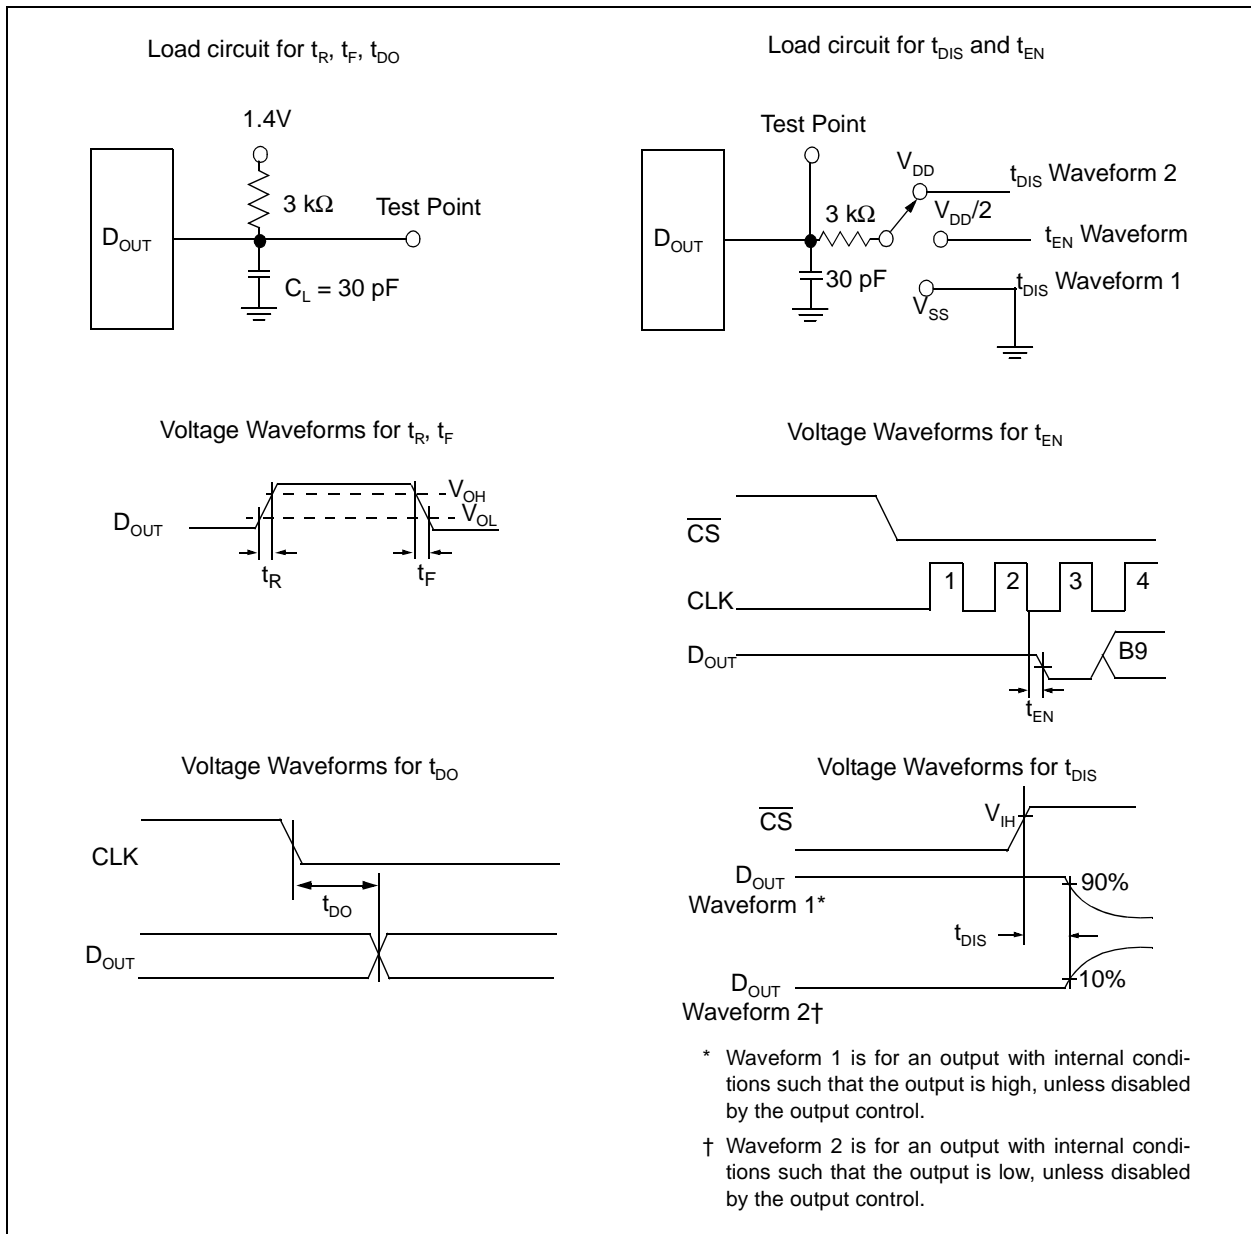 Load circuit for tR, tF, tDO
1.4V
3 kΩ
Test Point
DOUT
CL = 30 pF
Load circuit for tDIS and tEN
Test Point
VDD
tDIS Waveform 2
3 kΩ
VDD/2
DOUT
tEN Waveform
30 pF
tDIS Waveform 1
VSS
Voltage Waveforms for tR, tF
VOH
VOL
DOUT
tR
tF
Voltage Waveforms for tEN
CS
1 2 3 4
CLK
DOUT
B9
tEN
Voltage Waveforms for tDO
CLK
tDO
DOUT
Voltage Waveforms for tDIS
VIH
CS
DOUT
Waveform 1*
90%
tDIS
DOUT
Waveform 2†
10%
* Waveform 1 is for an output with internal condi-
tions such that the output is high, unless disabled
by the output control.
† Waveform 2 is for an output with internal condi-
tions such that the output is low, unless disabled
by the output control.